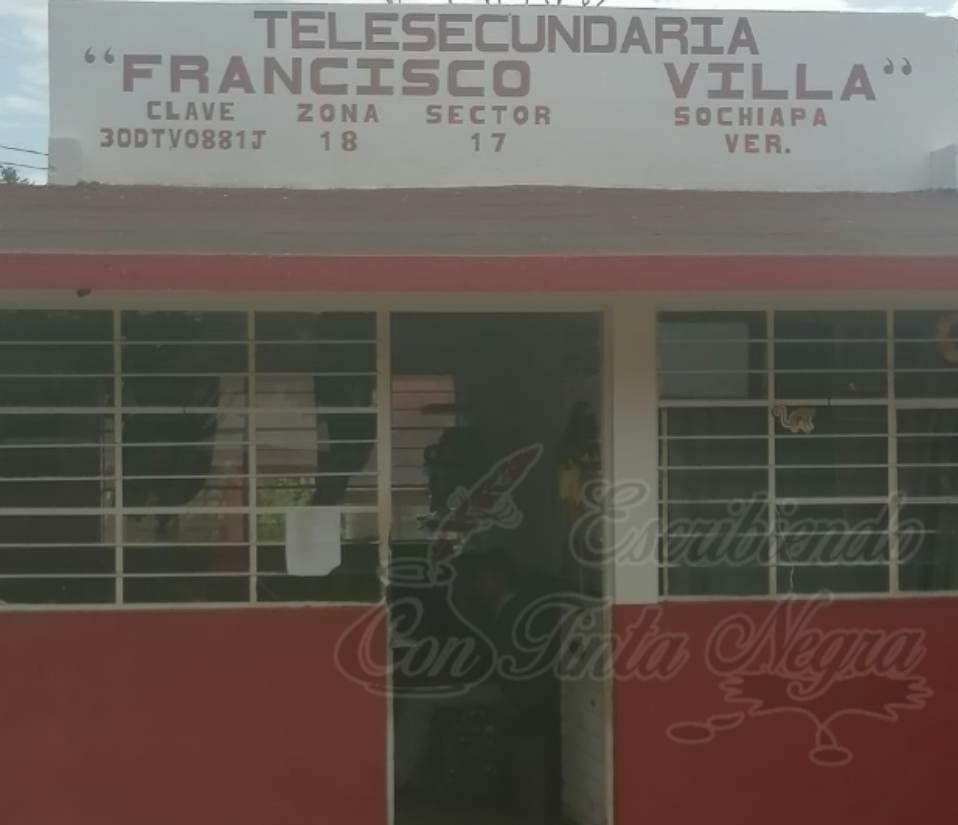 TELESECUNDARIA
“FRANCISCO VILLA”
CLAVE ZONA SECTOR SOCHIAPA
30DTV0881J 18 17 VER.
Escribiendo
Con Tinta Negra